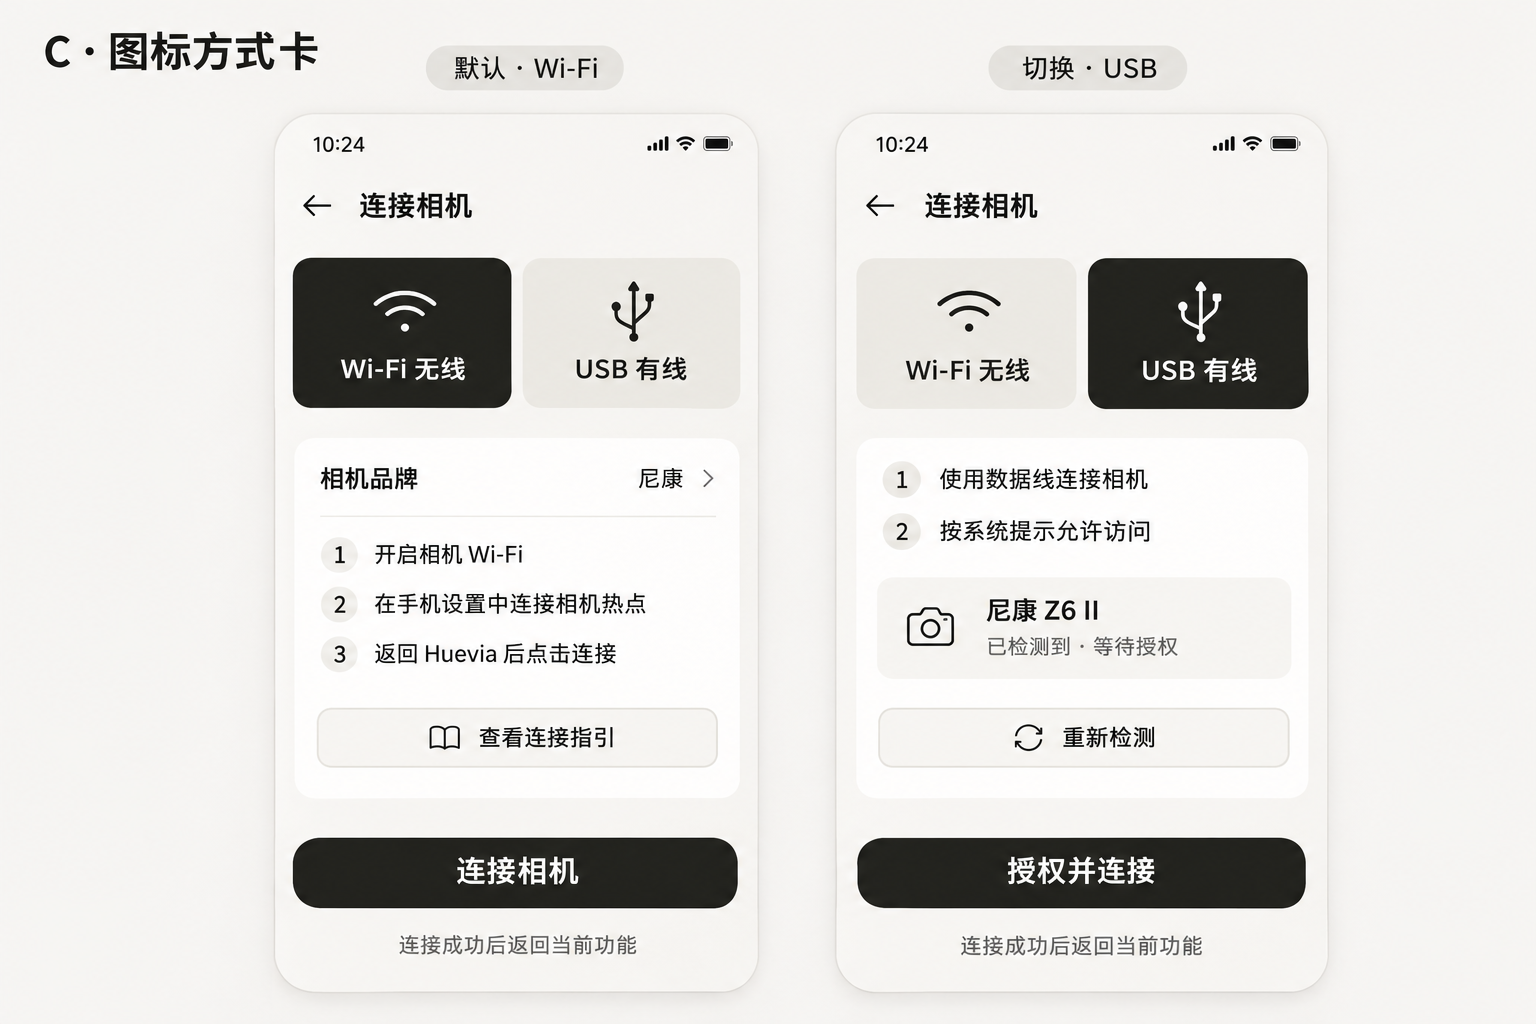 C · 图标方式卡
默认 · Wi-Fi
10:24
连接相机
Wi-Fi 无线
USB 有线
相机品牌
尼康
1 开启相机 Wi-Fi
2 在手机设置中连接相机热点
3 返回 Huevia 后点击连接
查看连接指引
连接相机
连接成功后返回当前功能
切换 · USB
10:24
连接相机
Wi-Fi 无线
USB 有线
1 使用数据线连接相机
2 按系统提示允许访问
尼康 Z6 II
已检测到 · 等待授权
重新检测
授权并连接
连接成功后返回当前功能